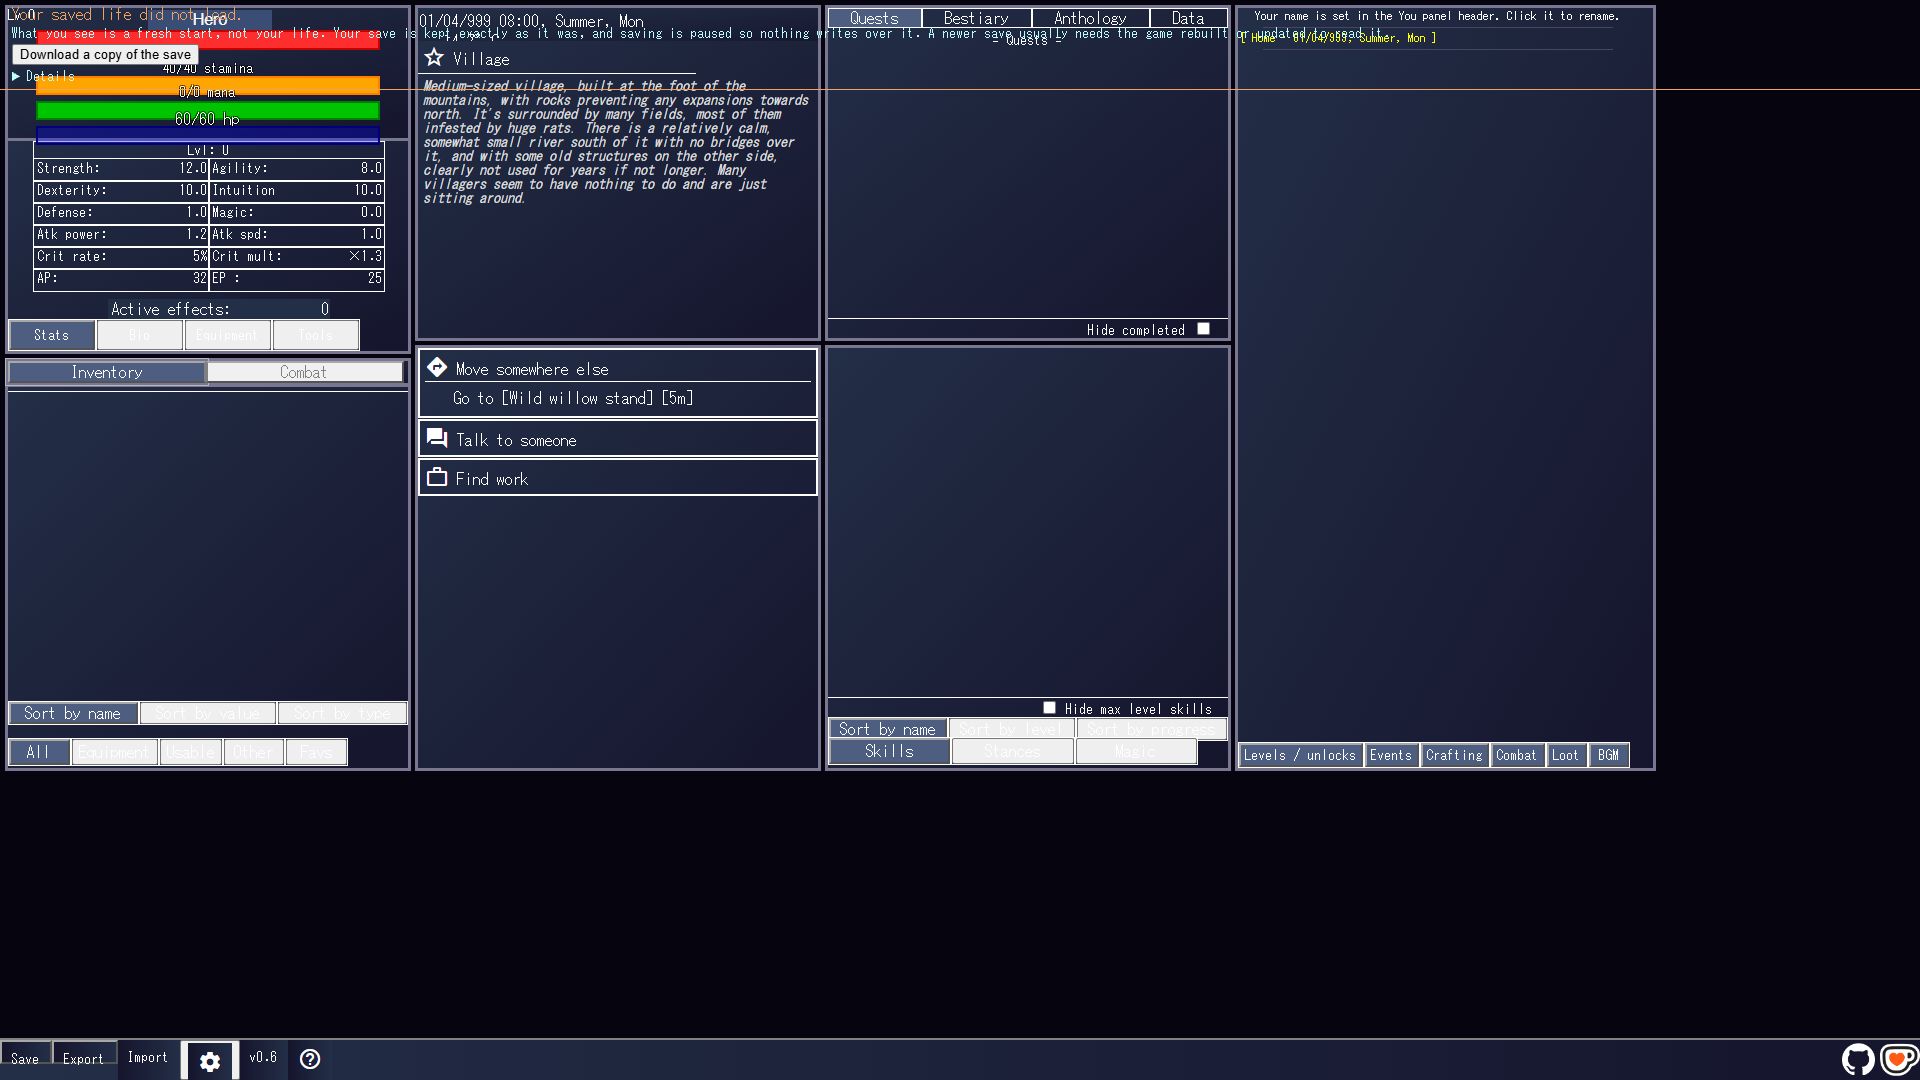 Your saved life did not load.
Hero
What you see is a fresh start, not your life. Your save is kept exactly as it was, and saving is paused so nothing writes over it. A newer save usually needs the game rebuilt or updated to read it.
Download a copy of the save
Details
40/40 stamina
0/0 mana
60/60 hp
Lvl: 0
Strength: 12.0 Agility: 8.0
Dexterity: 10.0 Intuition 10.0
Defense: 1.0 Magic: 0.0
Atk power: 1.2 Atk spd: 1.0
Crit rate: 5% Crit mult: ×1.3
AP: 32 EP : 25
Active effects: 0
Stats Bio Equipment Tools
Inventory Combat
Sort by name Sort by value Sort by type
All Equipment Usable Other Favs
01/04/999 08:00, Summer, Mon
Village
Medium-sized village, built at the foot of the
mountains, with rocks preventing any expansions towards
north. It's surrounded by many fields, most of them
infested by huge rats. There is a relatively calm,
somewhat small river south of it with no bridges over
it, and with some old structures on the other side,
clearly not used for years if not longer. Many
villagers seem to have nothing to do and are just
sitting around.
Move somewhere else
Go to [Wild willow stand] [5m]
Talk to someone
Find work
Quests Bestiary Anthology Data
- Quests -
Hide completed
Hide max level skills
Sort by name Sort by level Sort by progress
Skills Stances Magic
Your name is set in the You panel header. Click it to rename.
[ Home - 01/04/999, Summer, Mon ]
Levels / unlocks Events Crafting Combat Loot BGM
Save Export Import v0.6